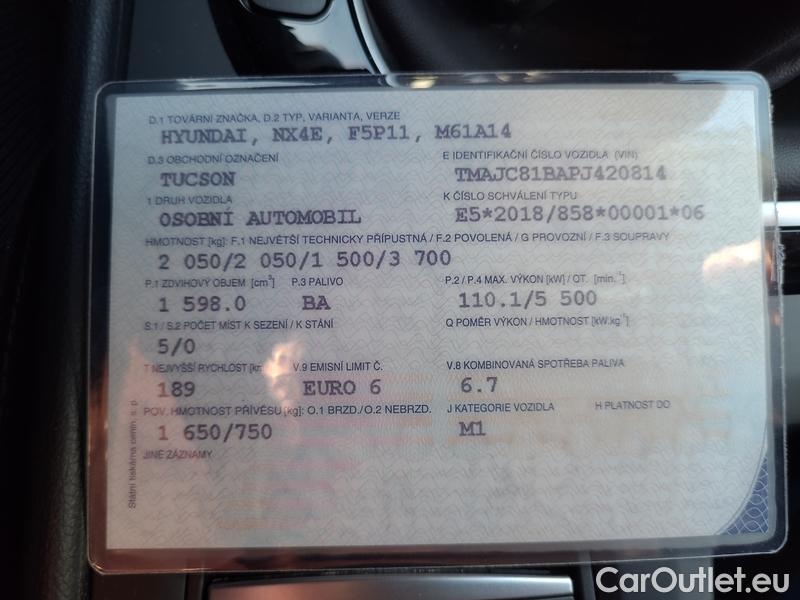 D.1 TOVÁRNÍ ZNAČKA, D.2 TYP, VARIANTA, VERZE
HYUNDAI, NX4E, F5P11, M61A14
D.3 OBCHODNÍ OZNAČENÍ E IDENTIFIKAČNÍ ČÍSLO VOZIDLA (VIN)
TUCSON TMAJC81BAPJ420814
1 DRUH VOZIDLA K ČÍSLO SCHVÁLENÍ TYPU
OSOBNÍ AUTOMOBIL E5*2018/858*00001*06
HMOTNOST [kg]: F.1 NEJVĚTŠÍ TECHNICKY PŘÍPUSTNÁ / F.2 POVOLENÁ / G PROVOZNÍ / F.3 SOUPRAVY
2 050/2 050/1 500/3 700
P.1 ZDVIHOVÝ OBJEM [cm³] P.3 PALIVO P.2 / P.4 MAX. VÝKON [kW] / OT. [min.⁻¹]
1 598.0 BA 110.1/5 500
S.1 / S.2 POČET MÍST K SEZENÍ / K STÁNÍ Q POMĚR VÝKON / HMOTNOST [kW.kg⁻¹]
5/0
T NEJVYŠŠÍ RYCHLOST V.9 EMISNÍ LIMIT Č. V.8 KOMBINOVANÁ SPOTŘEBA PALIVA
189 EURO 6 6.7
POV. HMOTNOST PŘÍVĚSU [kg]: O.1 BRZD./O.2 NEBRZD. J KATEGORIE VOZIDLA H PLATNOST DO
1 650/750 M1
JINÉ ZÁZNAMY
Státní tiskárna cenin, s. p.
CarOutlet.eu